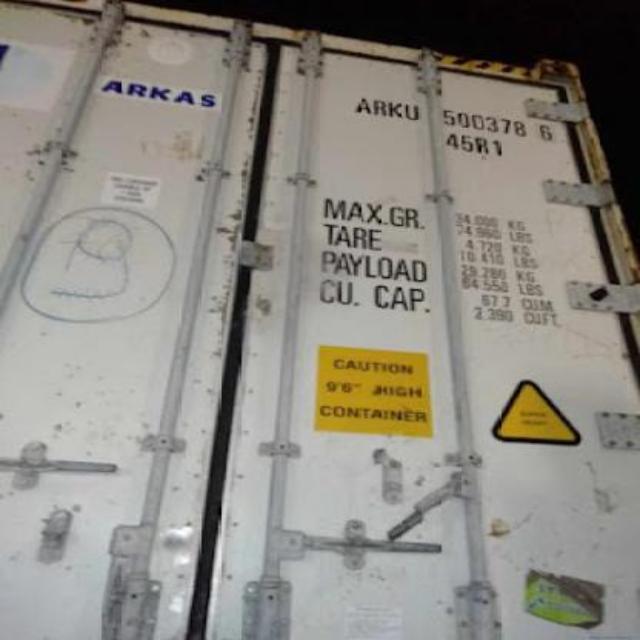 ARKAS
ARKU 500378 6
45R1
MAX.GR. 34.000 KG
74.960 LBS
TARE 4.720 KG
10.410 LBS
PAYLOAD 29.280 KG
64.550 LBS
CU. CAP. 67.7 CU.M.
2.390 CU.FT.
CAUTION
9'6" HIGH
CONTAINER